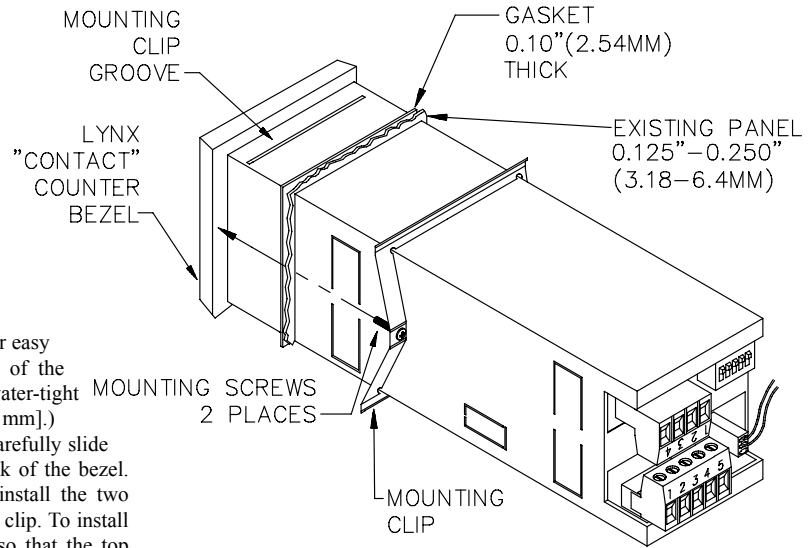 MOUNTING
CLIP
GROOVE
GASKET
0.10"(2.54MM)
THICK
LYNX
"CONTACT"
COUNTER
BEZEL
EXISTING PANEL
0.125"–0.250"
(3.18–6.4MM)
easy
of the
water-tight
mm].)
carefully slide
of the bezel.
install the two
clip. To install
so that the top
MOUNTING SCREWS
2 PLACES
MOUNTING
CLIP
1 2 3 4
1 2 3 4 5